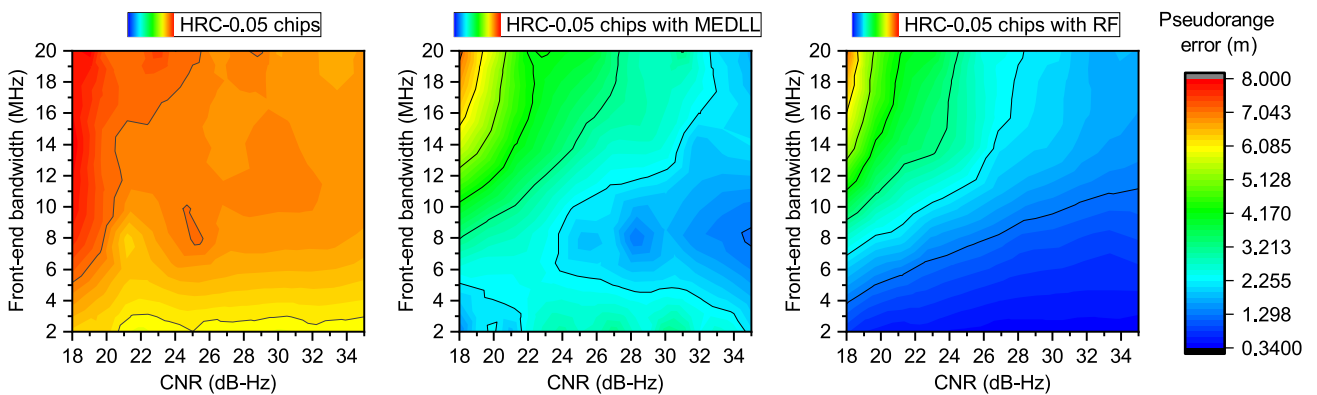 HRC-0.05 chips
HRC-0.05 chips with MEDLL
HRC-0.05 chips with RF
Pseudorange
error (m)
20
18
16
14
12
10
8
6
4
2
Front-end bandwidth (MHz)
18 20 22 24 26 28 30 32 34
CNR (dB-Hz)
20
18
16
14
12
10
8
6
4
2
Front-end bandwidth (MHz)
18 20 22 24 26 28 30 32 34
CNR (dB-Hz)
20
18
16
14
12
10
8
6
4
2
Front-end bandwidth (MHz)
18 20 22 24 26 28 30 32 34
CNR (dB-Hz)
8.000
7.043
6.085
5.128
4.170
3.213
2.255
1.298
0.3400